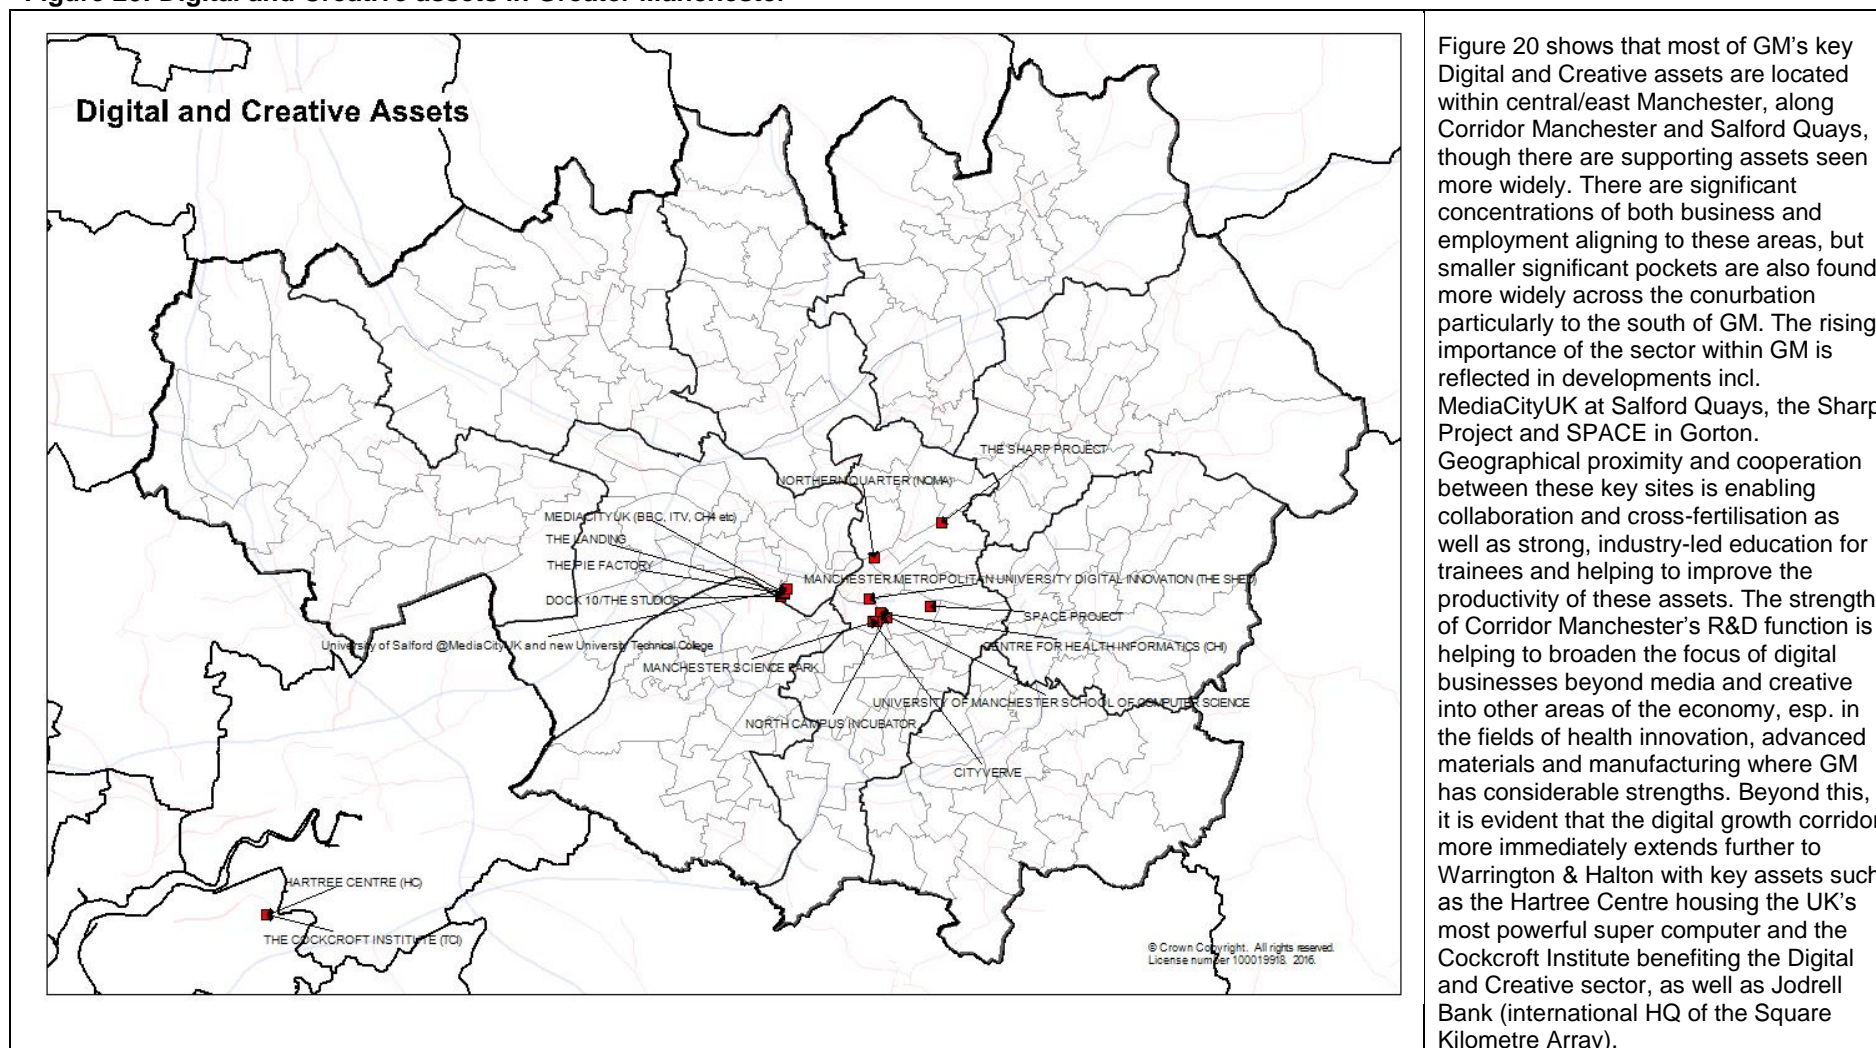 Figure 20: Digital and Creative assets in Greater Manchester
Digital and Creative Assets
THE SHARP PROJECT
NORTHERN QUARTER (NOMA)
MEDIACITYUK (BBC, ITV, CH4 etc)
THE LANDING
THE PIE FACTORY
MANCHESTER METROPOLITAN UNIVERSITY DIGITAL INNOVATION (THE SHED)
DOCK 10/THE STUDIOS
SPACE PROJECT
University of Salford @MediaCityUK and new University Technical College
CENTRE FOR HEALTH INFORMATICS (CHI)
MANCHESTER SCIENCE PARK
UNIVERSITY OF MANCHESTER SCHOOL OF COMPUTER SCIENCE
NORTH CAMPUS INCUBATOR
CITYVERVE
HARTREE CENTRE (HC)
THE COCKCROFT INSTITUTE (TCI)
© Crown Copyright. All rights reserved.
License number 100019918. 2016.
Figure 20 shows that most of GM's key
Digital and Creative assets are located
within central/east Manchester, along
Corridor Manchester and Salford Quays,
though there are supporting assets seen
more widely. There are significant
concentrations of both business and
employment aligning to these areas, but
smaller significant pockets are also found
more widely across the conurbation
particularly to the south of GM. The rising
importance of the sector within GM is
reflected in developments incl.
MediaCityUK at Salford Quays, the Sharp
Project and SPACE in Gorton.
Geographical proximity and cooperation
between these key sites is enabling
collaboration and cross-fertilisation as
well as strong, industry-led education for
trainees and helping to improve the
productivity of these assets. The strength
of Corridor Manchester's R&D function is
helping to broaden the focus of digital
businesses beyond media and creative
into other areas of the economy, esp. in
the fields of health innovation, advanced
materials and manufacturing where GM
has considerable strengths. Beyond this,
it is evident that the digital growth corridor
more immediately extends further to
Warrington & Halton with key assets such
as the Hartree Centre housing the UK's
most powerful super computer and the
Cockcroft Institute benefiting the Digital
and Creative sector, as well as Jodrell
Bank (international HQ of the Square
Kilometre Array).